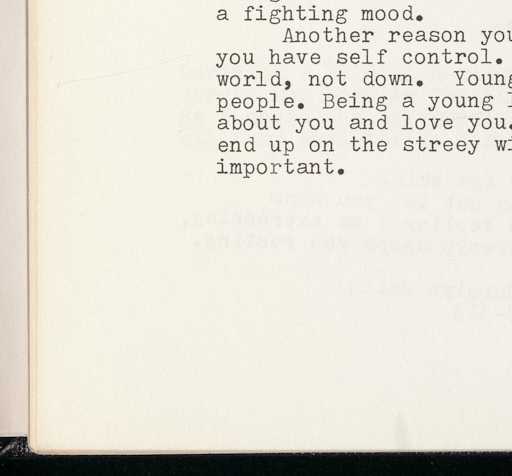 a fighting mood.
Another reason you
you have self control.
world, not down. Young
people. Being a young
about you and love you.
end up on the streey wi
important.